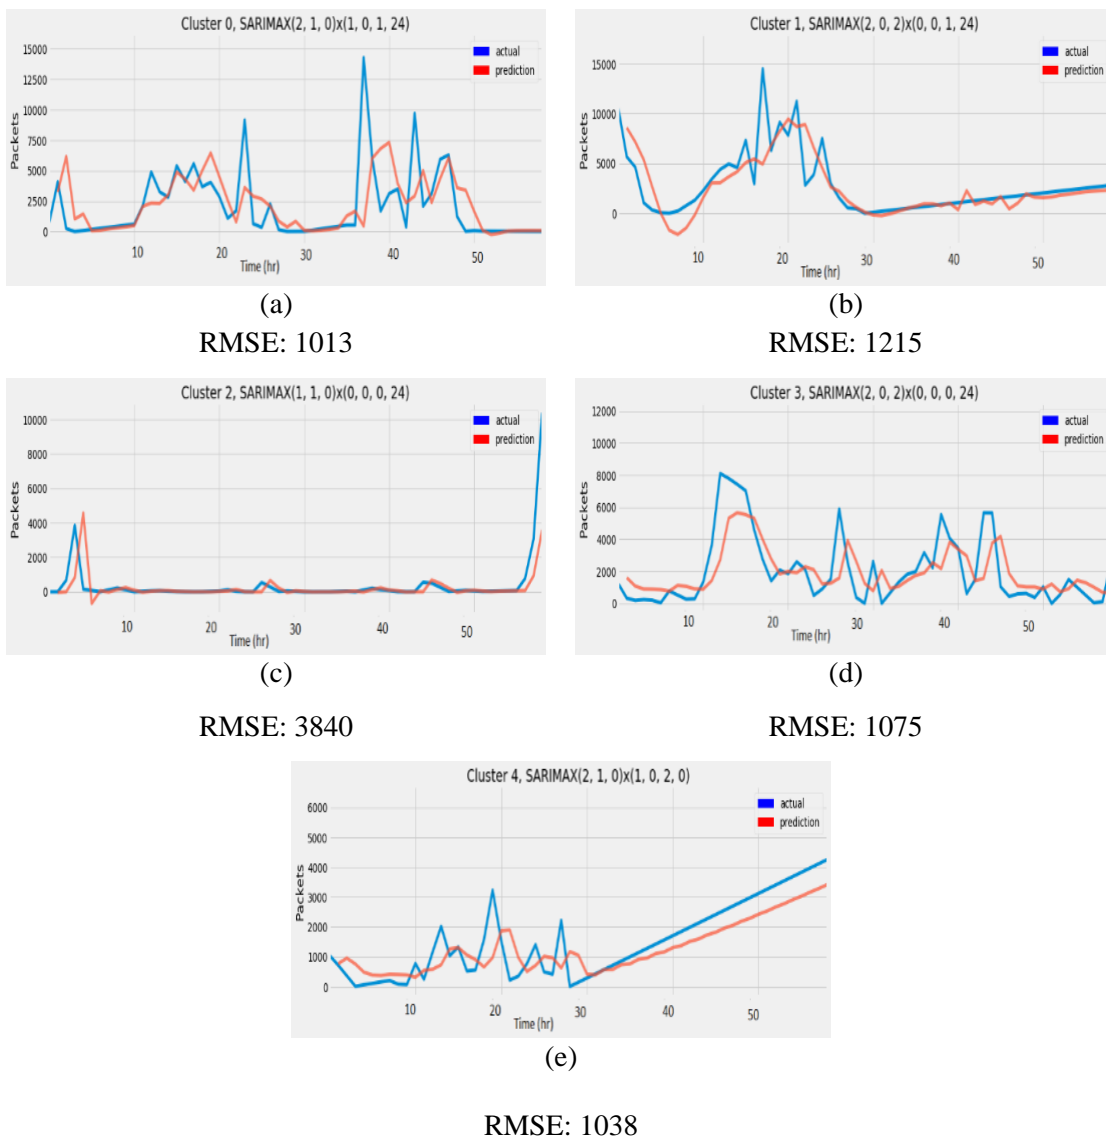 Cluster 0, SARIMAX(2, 1, 0)x(1, 0, 1, 24)
actual
prediction
15000
12500
10000
7500
5000
2500
0
Packets
10
20
30
40
50
Time (hr)
(a)
RMSE: 1013
Cluster 1, SARIMAX(2, 0, 2)x(0, 0, 1, 24)
actual
prediction
15000
10000
5000
0
Packets
10
20
30
40
50
Time (hr)
(b)
RMSE: 1215
Cluster 2, SARIMAX(1, 1, 0)x(0, 0, 0, 24)
actual
prediction
10000
8000
6000
4000
2000
0
Packets
10
20
30
40
50
Time (hr)
(c)
RMSE: 3840
Cluster 3, SARIMAX(2, 0, 2)x(0, 0, 0, 24)
actual
prediction
12000
10000
8000
6000
4000
2000
0
Packets
10
20
30
40
50
Time (hr)
(d)
RMSE: 1075
Cluster 4, SARIMAX(2, 1, 0)x(1, 0, 2, 0)
actual
prediction
6000
5000
4000
3000
2000
1000
0
Packets
10
20
30
40
50
Time (hr)
(e)
RMSE: 1038